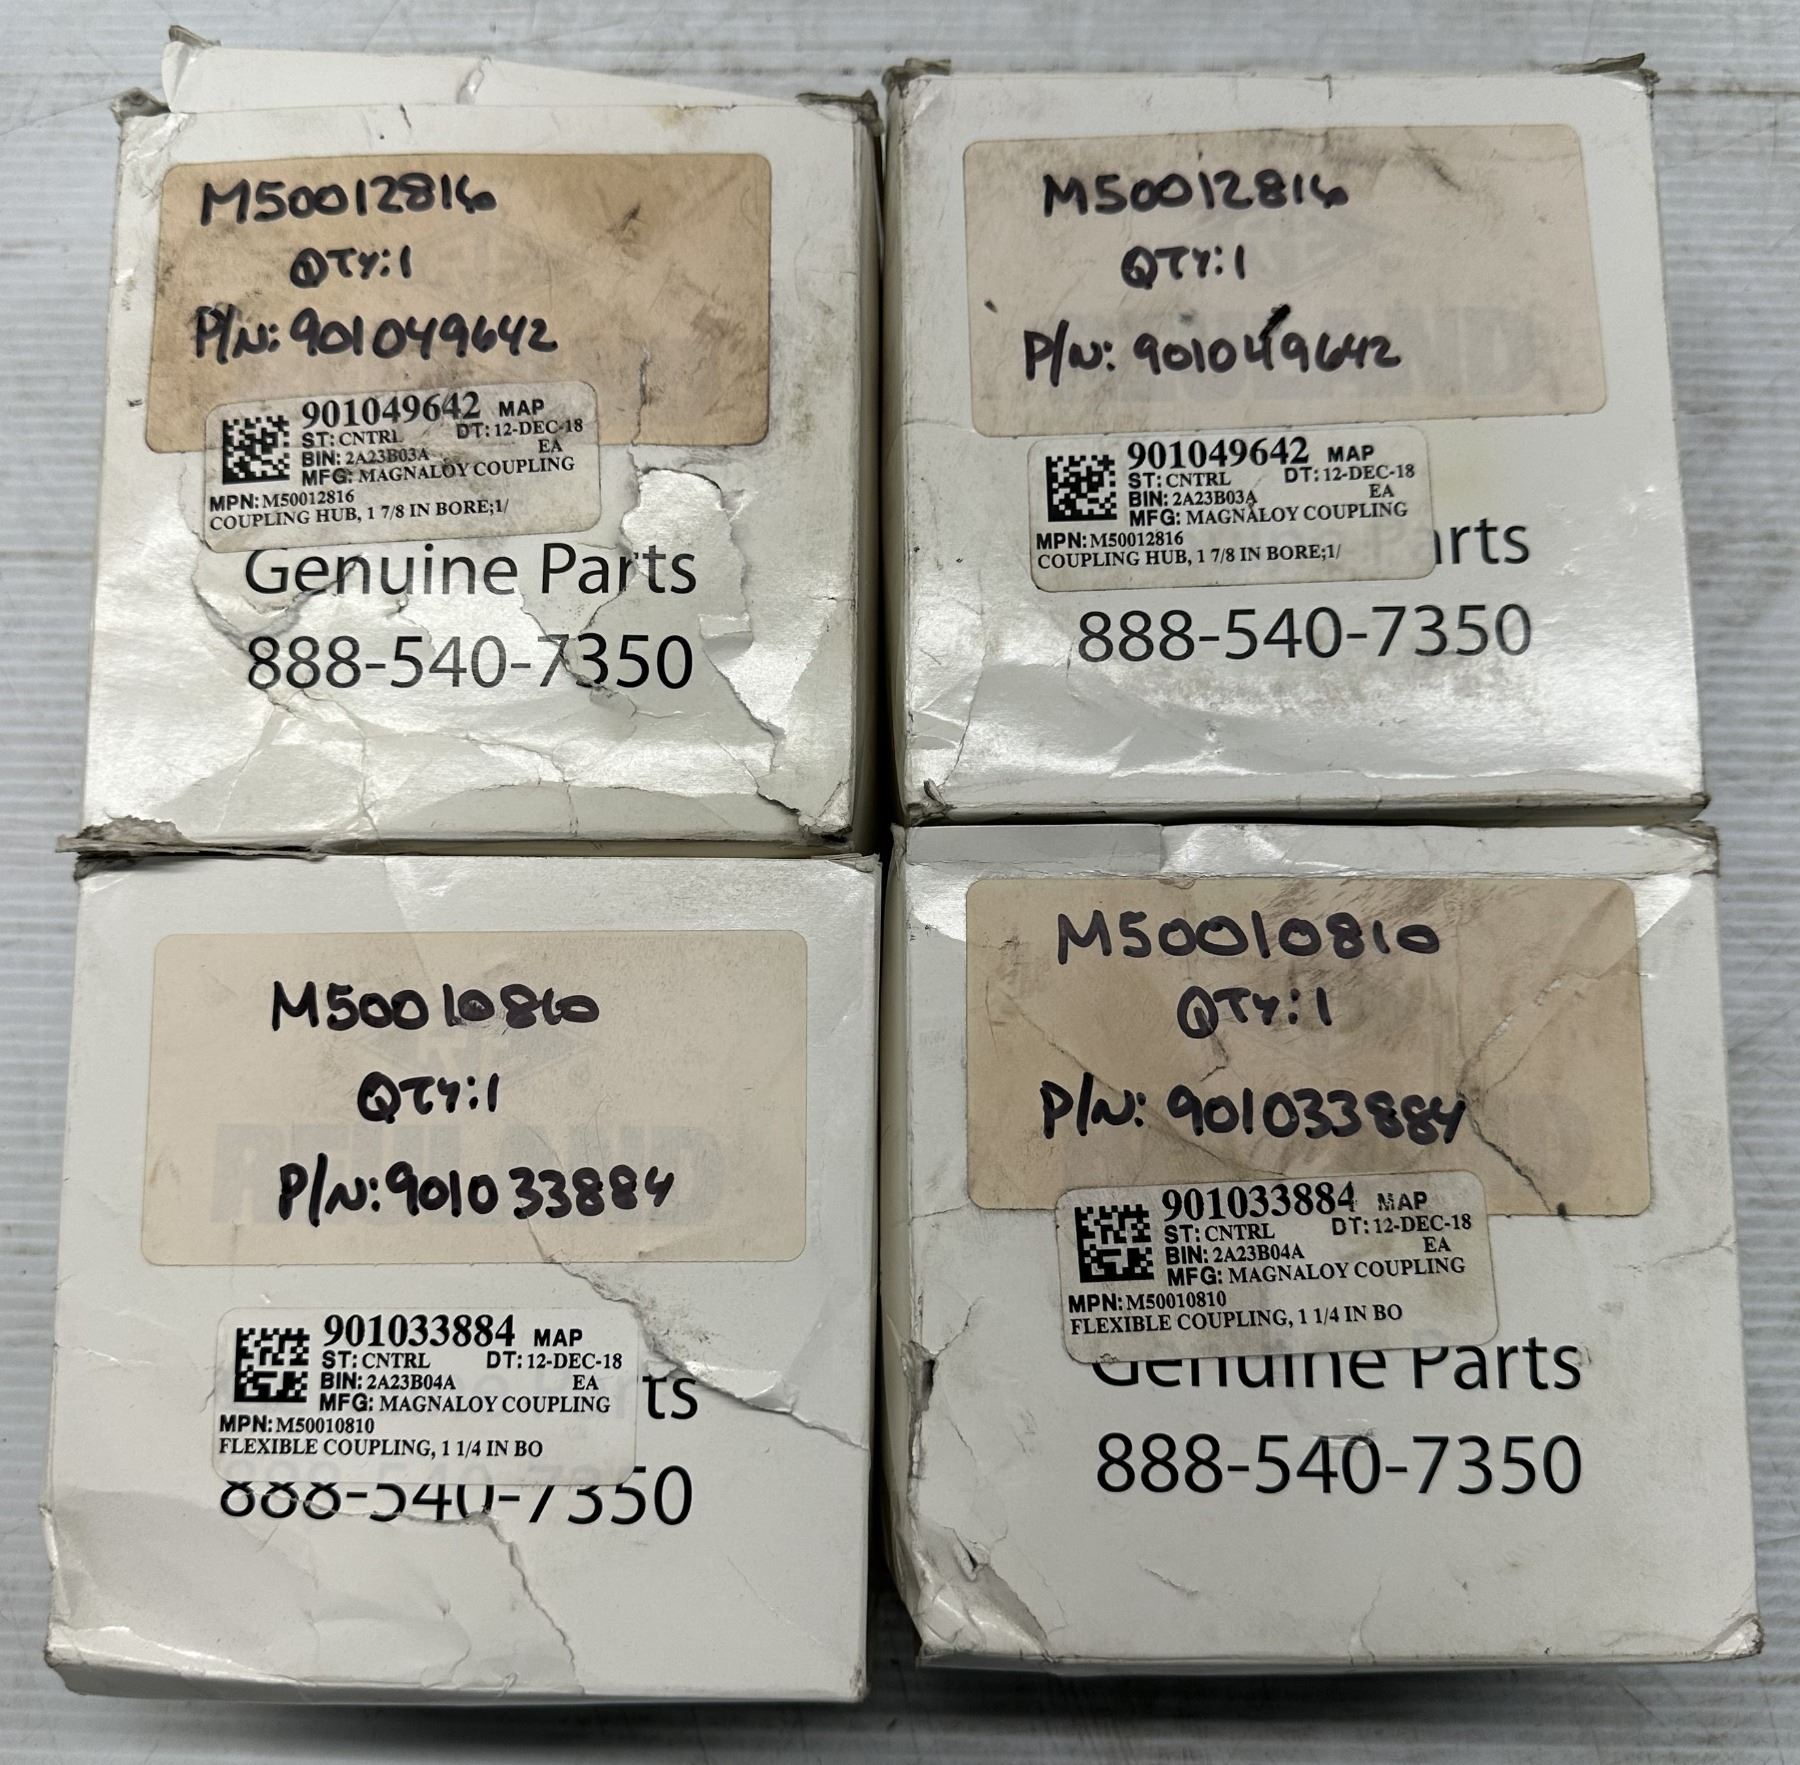 M50012816
QTY:1
P/N: 901049642
901049642 MAP
ST: CNTRL DT: 12-DEC-18
BIN: 2A23B03A EA
MFG: MAGNALOY COUPLING
MPN: M50012816
COUPLING HUB, 1 7/8 IN BORE;1/
Genuine Parts
888-540-7350
M50012816
QTY:1
P/N: 901049642
901049642 MAP
ST: CNTRL DT: 12-DEC-18
BIN: 2A23B03A EA
MFG: MAGNALOY COUPLING
MPN: M50012816
COUPLING HUB, 1 7/8 IN BORE;1/
Parts
888-540-7350
M50010810
QTY:1
P/N: 901033884
901033884 MAP
ST: CNTRL DT: 12-DEC-18
BIN: 2A23B04A EA
MFG: MAGNALOY COUPLING
MPN: M50010810
FLEXIBLE COUPLING, 1 1/4 IN BO
ts
888-540-7350
M50010810
QTY:1
P/N: 901033884
901033884 MAP
ST: CNTRL DT: 12-DEC-18
BIN: 2A23B04A EA
MFG: MAGNALOY COUPLING
MPN: M50010810
FLEXIBLE COUPLING, 1 1/4 IN BO
Genuine Parts
888-540-7350